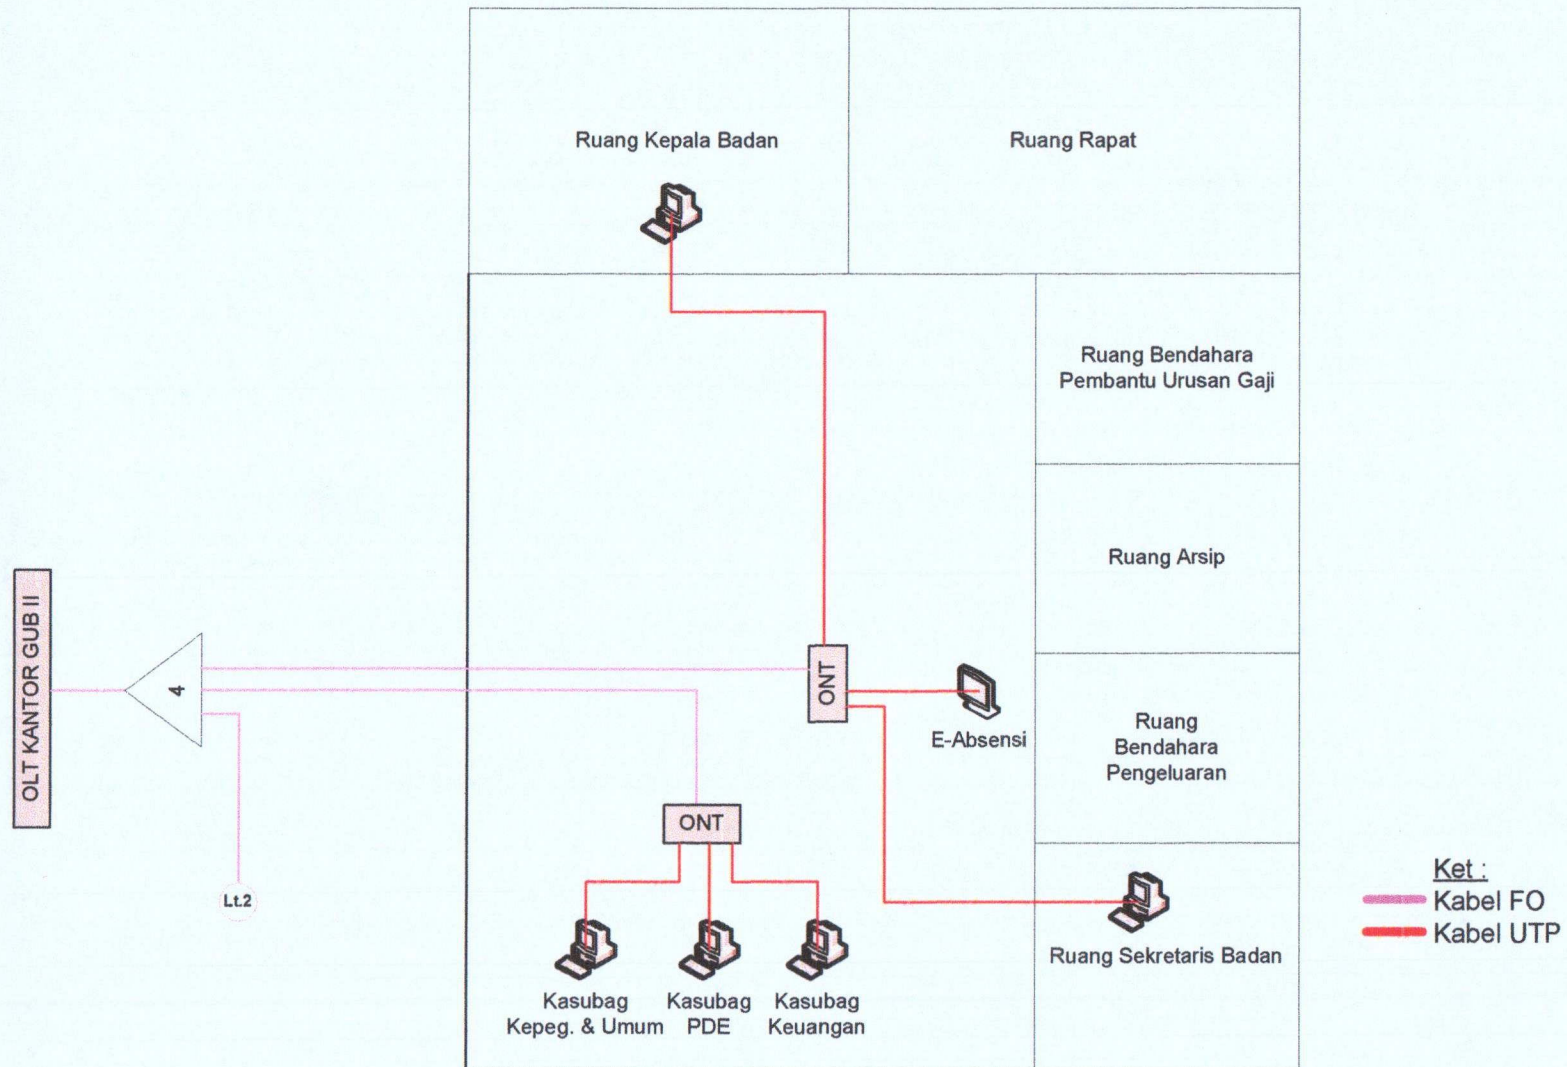 Ruang Kepala Badan
Ruang Rapat
Ruang Bendahara
Pembantu Urusan Gaji
Ruang Arsip
OLT KANTOR GUB II
4
ONT
E-Absensi
Ruang
Bendahara
Pengeluaran
ONT
Lt.2
Ket :
Kabel FO
Kabel UTP
Ruang Sekretaris Badan
Kasubag
Kepeg. & Umum
Kasubag
PDE
Kasubag
Keuangan